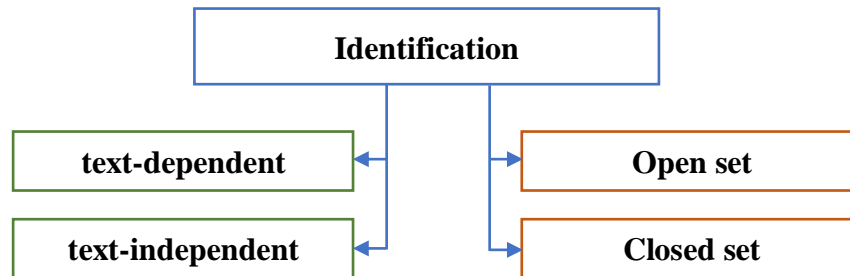 Identification
text-dependent
Open set
text-independent
Closed set